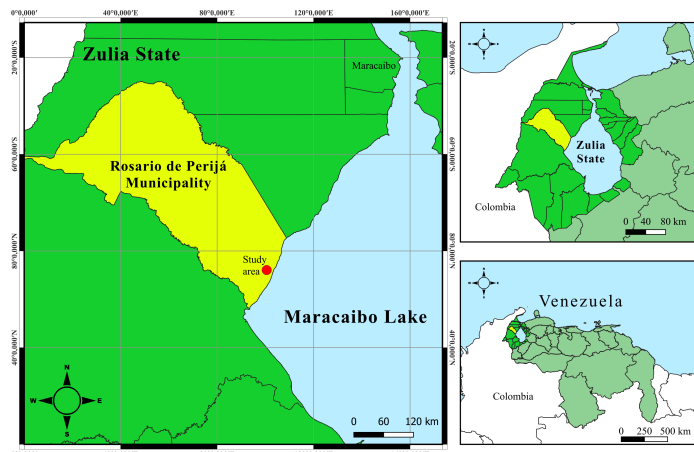 0°0,000'
40°0,000'
80°0,000'
120°0,000'
160°0,000'
20°0,000'S
60°0,000'S
80°0,000'N
40°0,000'N
Zulia State
Maracaibo
Rosario de Perijá
Municipality
Study
area
Maracaibo Lake
N
W
E
S
0 60 120 km
20°0,000'S
60°0,000'S
80°0,000'N
40°0,000'N
Zulia
State
Colombia
0 40 80 km
Venezuela
Colombia
0 250 500 km